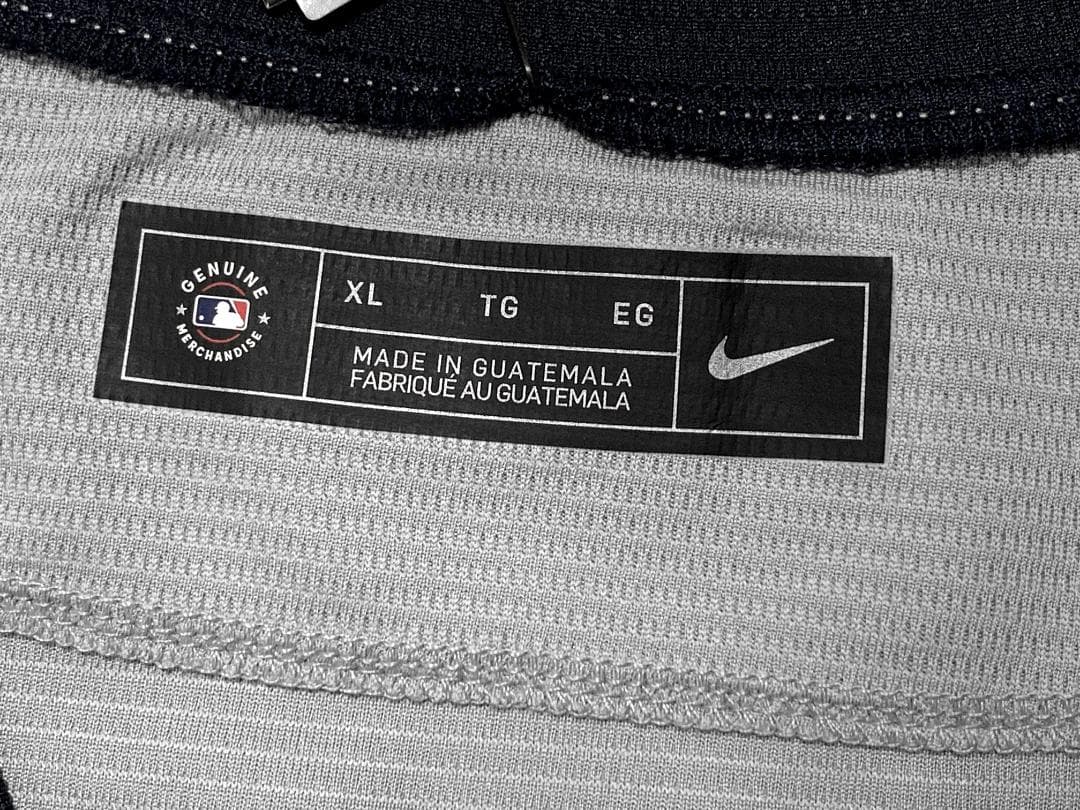 GENUINE
MERCHANDISE
XL TG EG
MADE IN GUATEMALA
FABRIQUÉ AU GUATEMALA